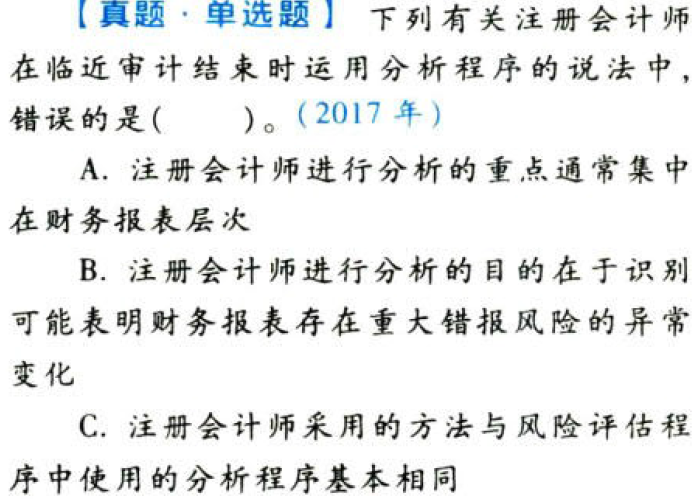 【真题·单选题】 下列有关注册会计师
在临近审计结束时运用分析程序的说法中，
错误的是(　　)。(2017 年)
A. 注册会计师进行分析的重点通常集中
在财务报表层次
B. 注册会计师进行分析的目的在于识别
可能表明财务报表存在重大错报风险的异常
变化
C. 注册会计师采用的方法与风险评估程
序中使用的分析程序基本相同